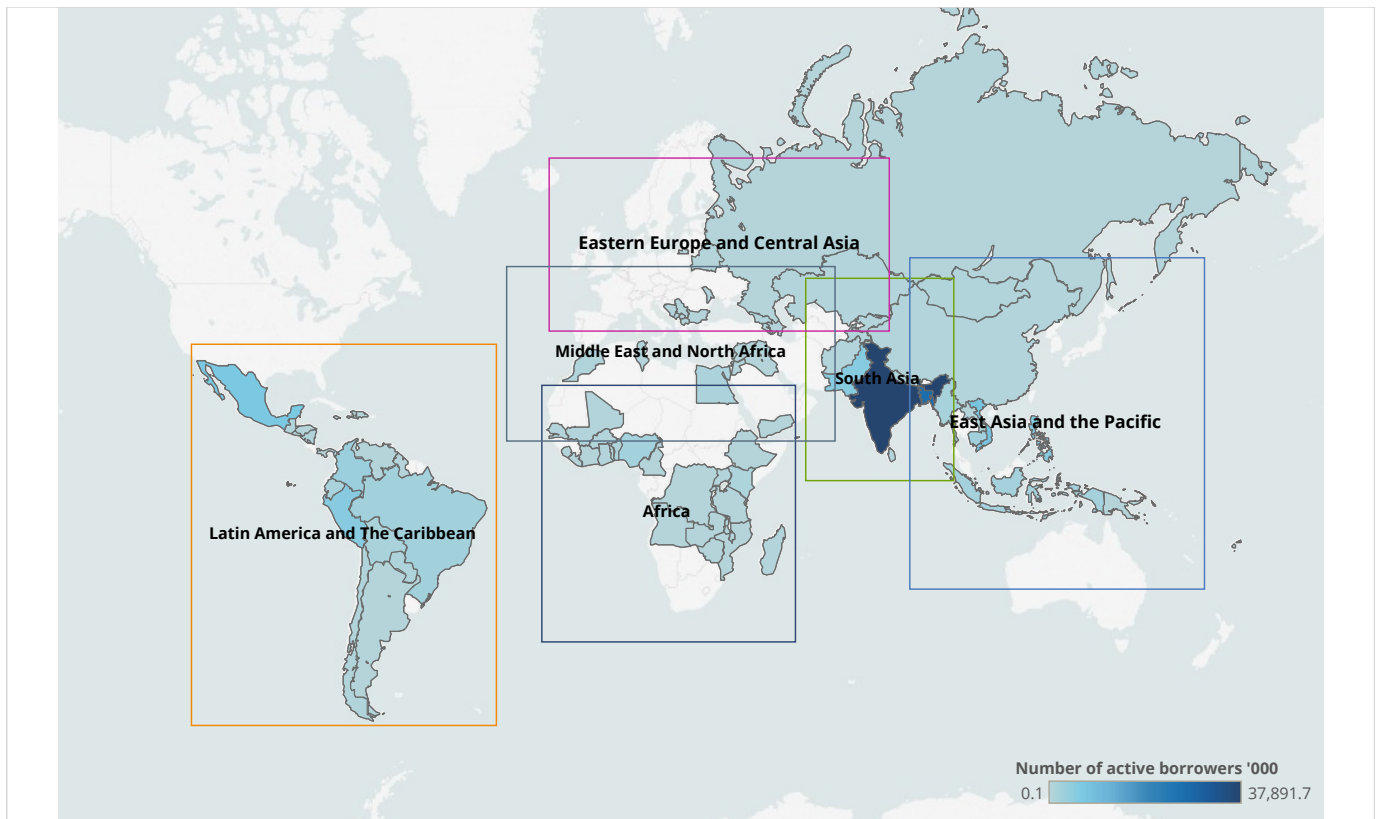 Eastern Europe and Central Asia
Middle East and North Africa
South Asia
East Asia and the Pacific
Africa
Latin America and The Caribbean
Number of active borrowers '000
0.1 37,891.7